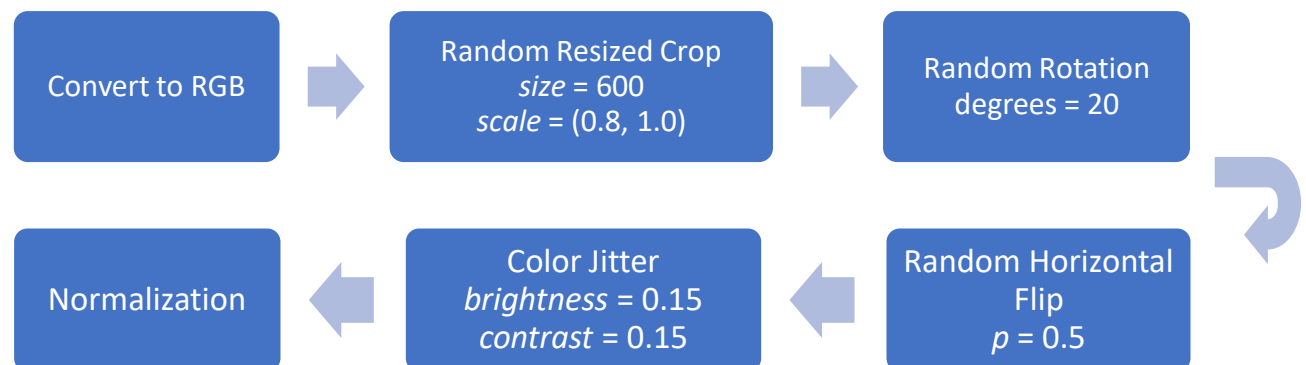 Convert to RGB
Random Resized Crop
size = 600
scale = (0.8, 1.0)
Random Rotation
degrees = 20
Random Horizontal
Flip
p = 0.5
Color Jitter
brightness = 0.15
contrast = 0.15
Normalization